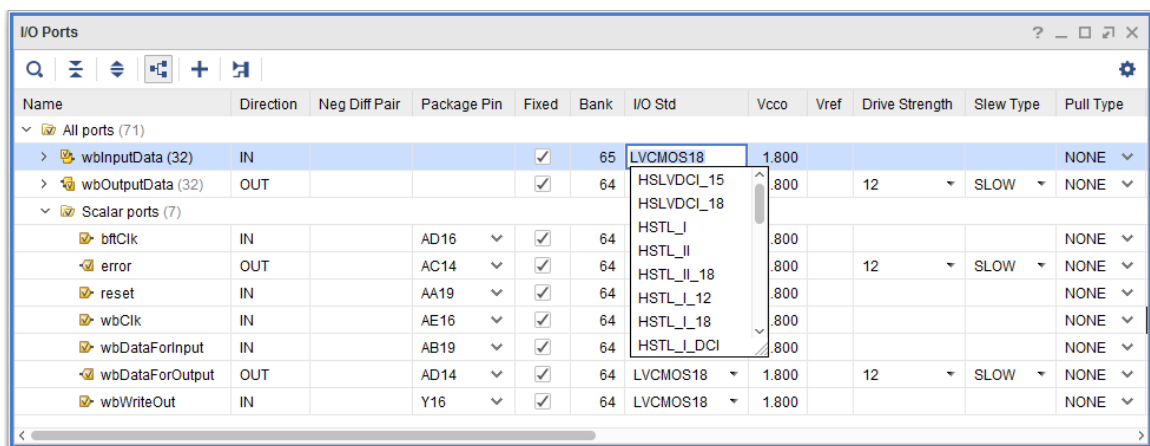 I/O Ports
Name Direction Neg Diff Pair Package Pin Fixed Bank I/O Std Vcco Vref Drive Strength Slew Type Pull Type
All ports (71)
wbInputData (32) IN 65 LVCMOS18 1.800 NONE
wbOutputData (32) OUT 64 HSLVDCI_15 .800 12 SLOW NONE
Scalar ports (7) HSLVDCI_18
bftClk IN AD16 64 HSTL_I .800 NONE
HSTL_II
error OUT AC14 64 HSTL_II_18 .800 12 SLOW NONE
reset IN AA19 64 HSTL_I_12 .800 NONE
wbClk IN AE16 64 HSTL_I_18 .800 NONE
wbDataForInput IN AB19 64 HSTL_I_DCI .800 NONE
wbDataForOutput OUT AD14 64 LVCMOS18 1.800 12 SLOW NONE
wbWriteOut IN Y16 64 LVCMOS18 1.800 NONE